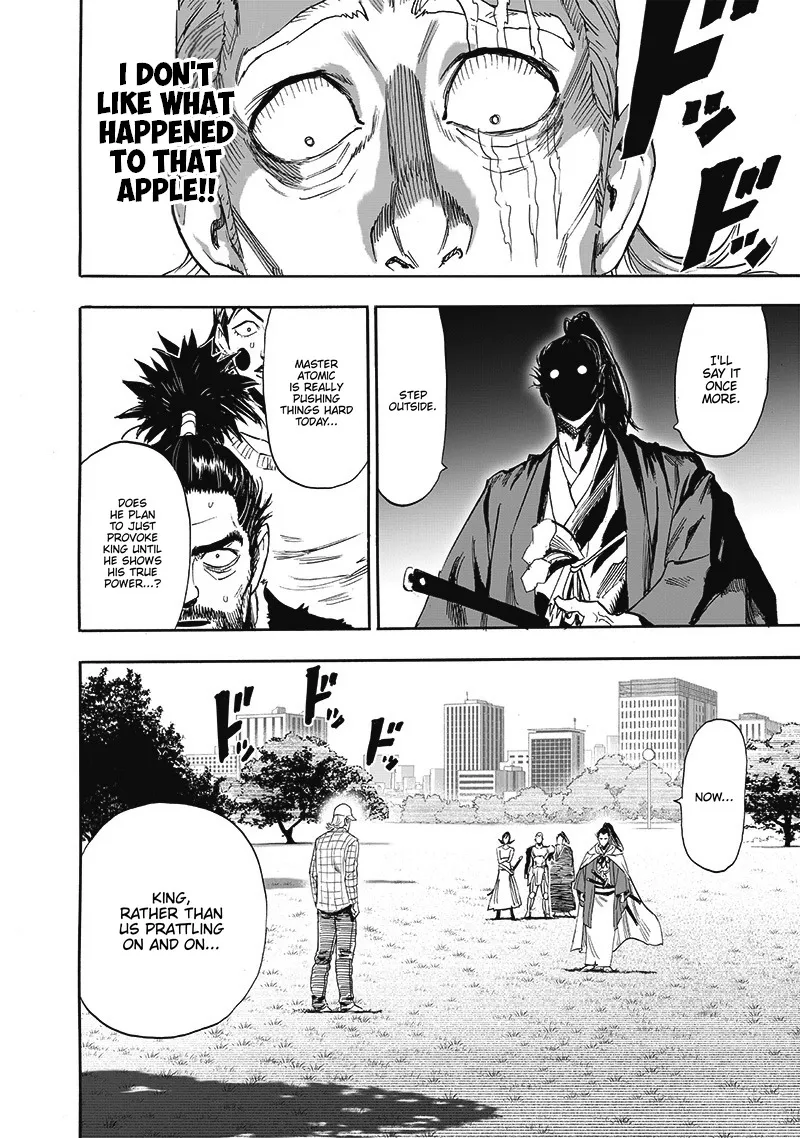 I DON'T
LIKE WHAT
HAPPENED
TO THAT
APPLE!!
ドッ
ドッ
I'LL
SAY IT
ONCE
MORE.
STEP
OUTSIDE.
MASTER
ATOMIC
IS REALLY
PUSHING
THINGS HARD
TODAY...
DOES
HE PLAN
TO JUST
PROVOKE
KING UNTIL
HE SHOWS
HIS TRUE
POWER...?
NOW...
ドッ
ドッ
ドッ
KING,
RATHER THAN
US PRATTLING
ON AND ON...